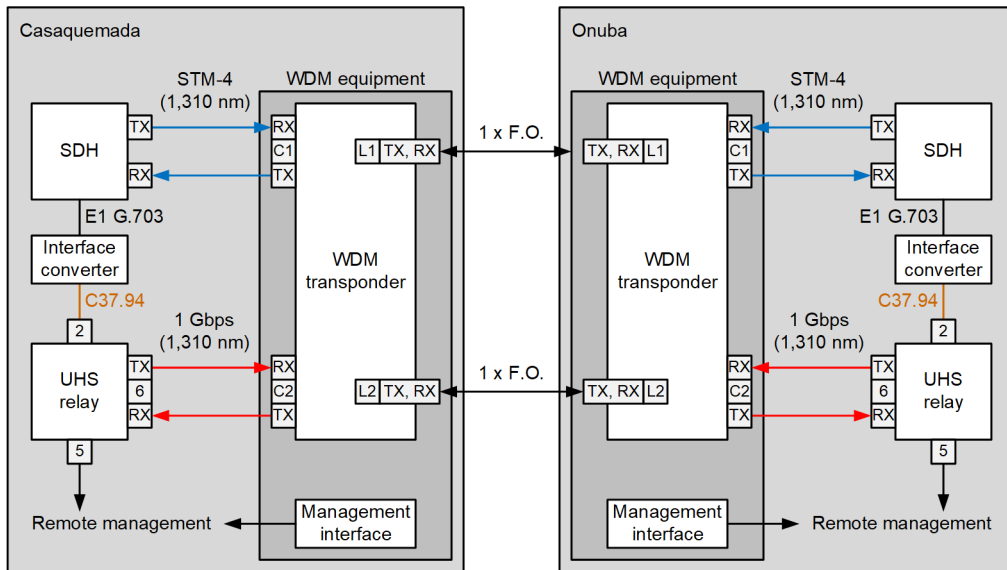 Casaquemada
STM-4
(1,310 nm)
WDM equipment
TX
RX
SDH
C1
L1
TX, RX
RX
TX
E1 G.703
Interface
converter
WDM
transponder
C37.94
2
1 Gbps
(1,310 nm)
UHS
relay
TX
6
RX
RX
C2
TX
L2
TX, RX
5
Remote management
Management
interface
1 x F.O.
1 x F.O.
Onuba
WDM equipment
STM-4
(1,310 nm)
TX, RX
L1
RX
C1
TX
TX
RX
SDH
E1 G.703
WDM
transponder
Interface
converter
C37.94
2
1 Gbps
(1,310 nm)
TX, RX
L2
RX
C2
TX
TX
6
RX
UHS
relay
5
Management
interface
Remote management